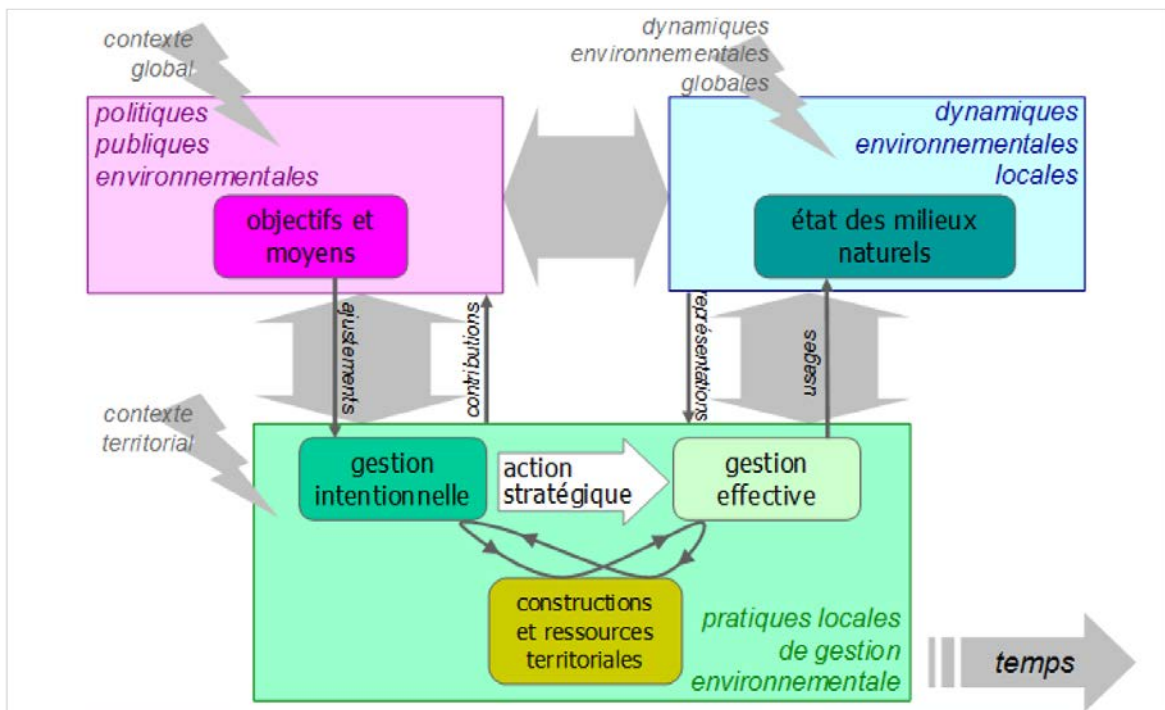 contexte
global
dynamiques
environnementales
globales
politiques
publiques
environnementales
dynamiques
environnementales
locales
objectifs et
moyens
état des milieux
naturels
ajustements
contributions
représentations
usages
contexte
territorial
gestion
intentionnelle
action
stratégique
gestion
effective
constructions
et ressources
territoriales
pratiques locales
de gestion
environnementale
temps